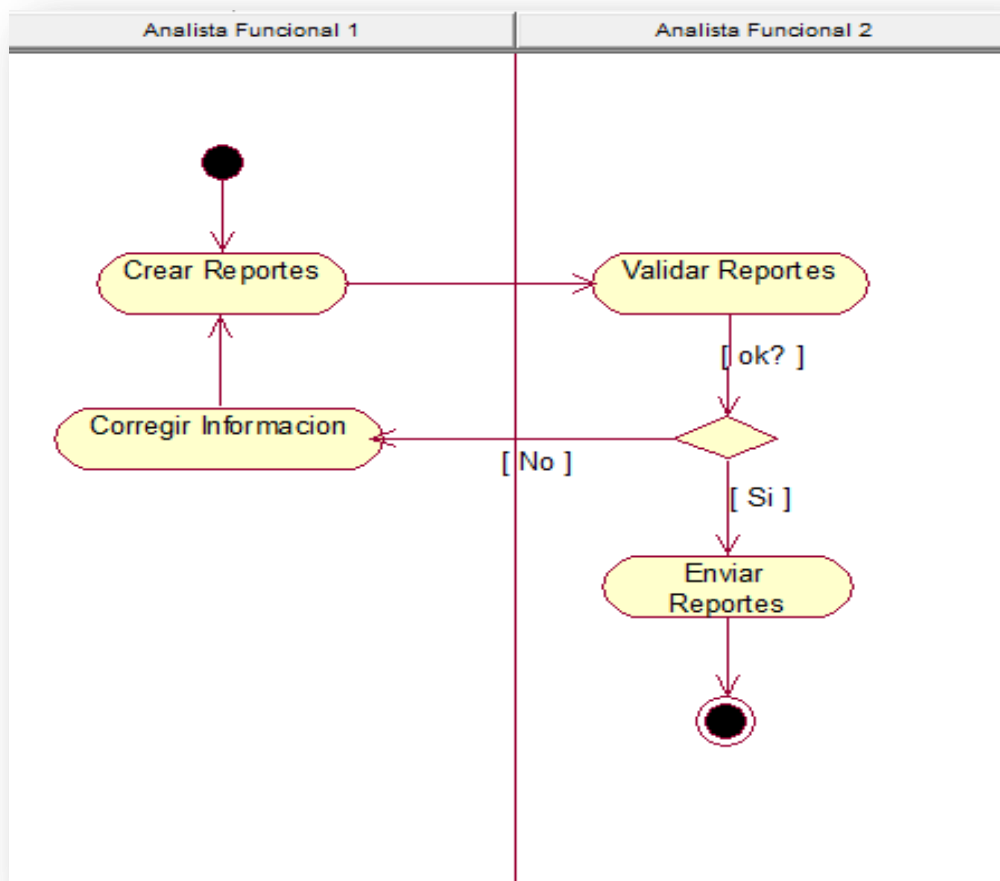 Analista Funcional 1
Analista Funcional 2
Crear Reportes
Validar Reportes
[ ok? ]
Corregir Informacion
[ No ]
[ Si ]
Enviar
Reportes